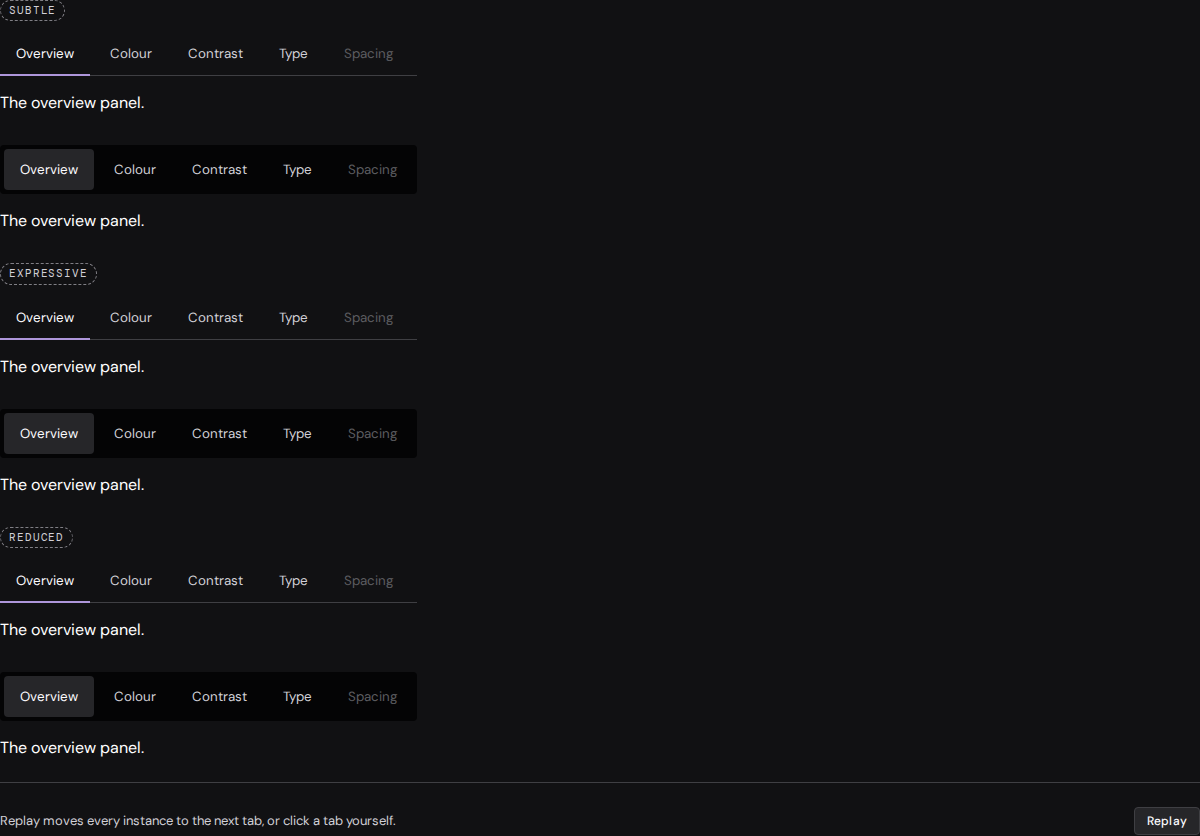 SUBTLE
Overview Colour Contrast Type Spacing
The overview panel.
Overview Colour Contrast Type Spacing
The overview panel.
EXPRESSIVE
Overview Colour Contrast Type Spacing
The overview panel.
Overview Colour Contrast Type Spacing
The overview panel.
REDUCED
Overview Colour Contrast Type Spacing
The overview panel.
Overview Colour Contrast Type Spacing
The overview panel.
Replay moves every instance to the next tab, or click a tab yourself. Replay